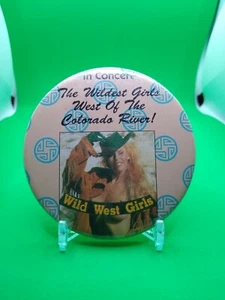 In Concert
The Wildest Girls
West Of The
Colorado River!
Wild West Girls